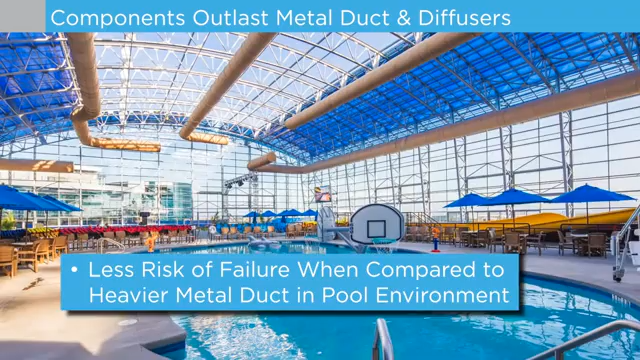 Components Outlast Metal Duct & Diffusers
• Less Risk of Failure When Compared to
Heavier Metal Duct in Pool Environment